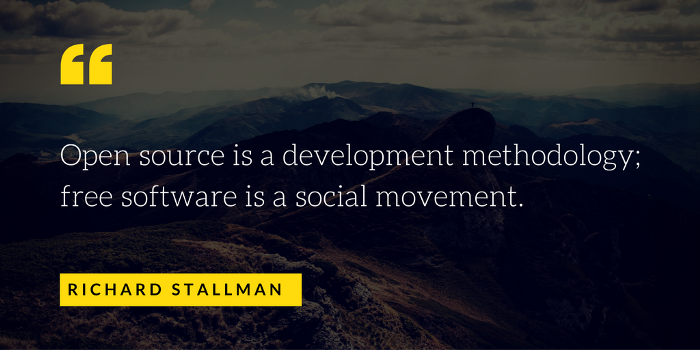 Open source is a development methodology;
free software is a social movement.
RICHARD STALLMAN